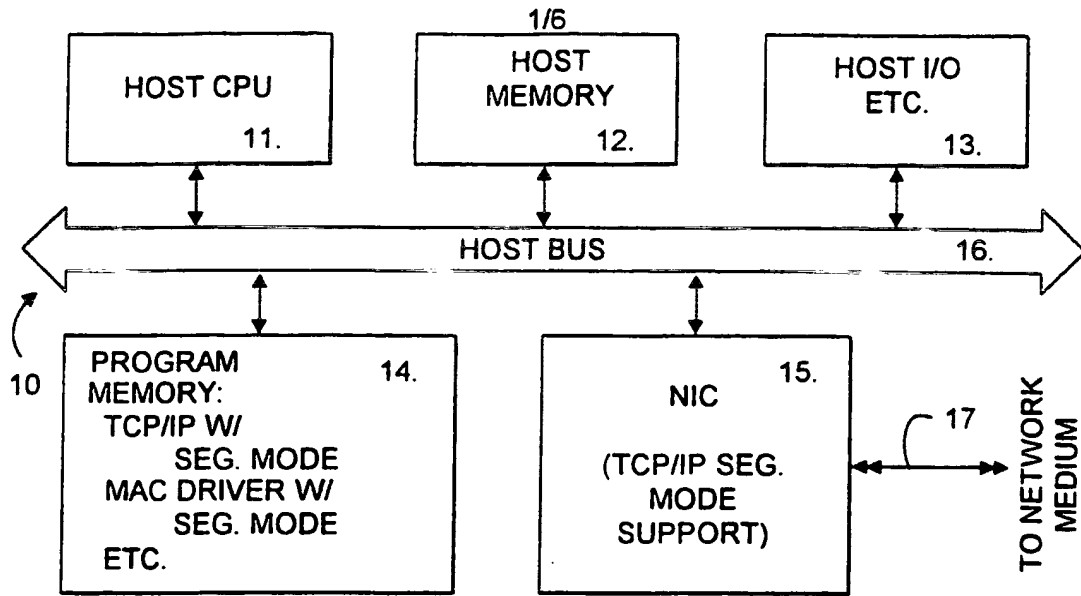 1/6
HOST CPU
11.
HOST
MEMORY
12.
HOST I/O
ETC.
13.
HOST BUS
16.
10
PROGRAM
MEMORY:
TCP/IP W/
SEG. MODE
MAC DRIVER W/
SEG. MODE
ETC.
14.
15.
NIC
(TCP/IP SEG.
MODE
SUPPORT)
17
TO NETWORK
MEDIUM